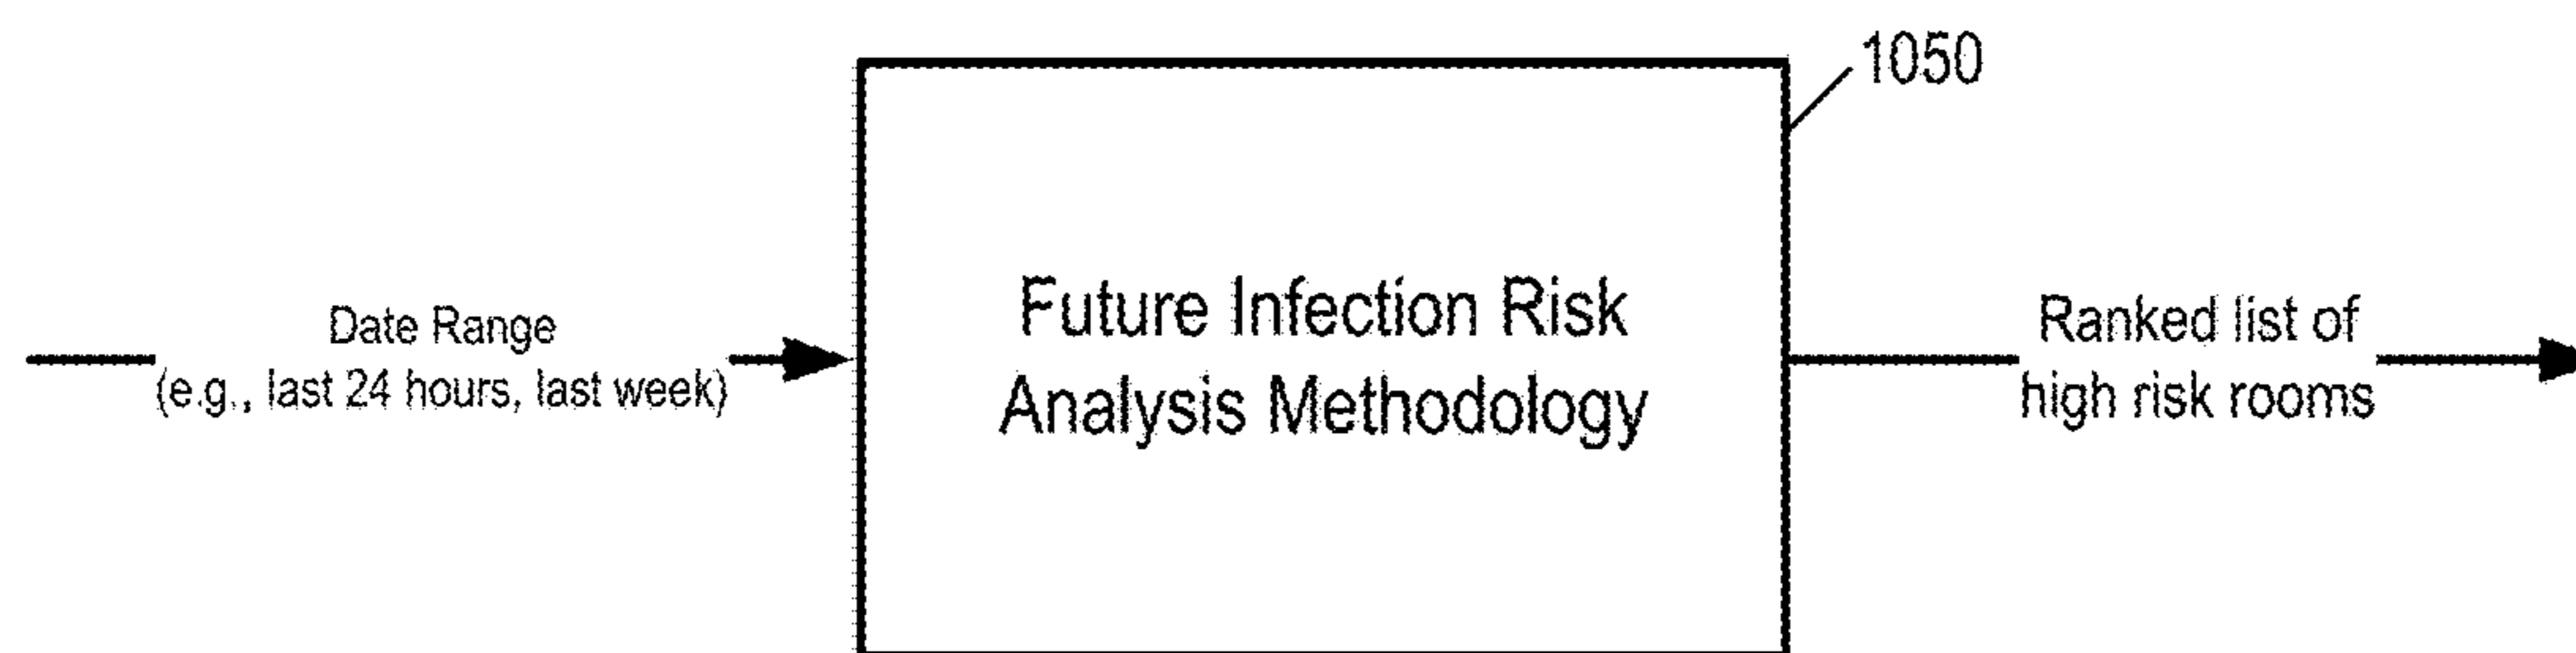 1050
Date Range
(e.g., last 24 hours, last week)
Future Infection Risk
Analysis Methodology
Ranked list of
high risk rooms